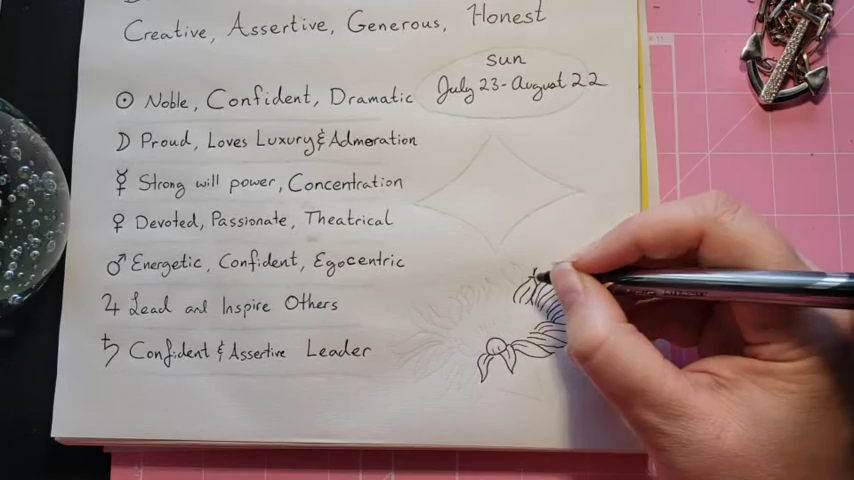 Creative, Assertive, Generous, Honest
Sun
July 23-August 22
☉ Noble, Confident, Dramatic
☽ Proud, Loves Luxury & Admoration
☿ Strong will power, Concentration
♀ Devoted, Passionate, Theatrical
♂ Energetic, Confident, Egocentric
♃ Lead and Inspire Others
♄ Confident & Assertive Leader